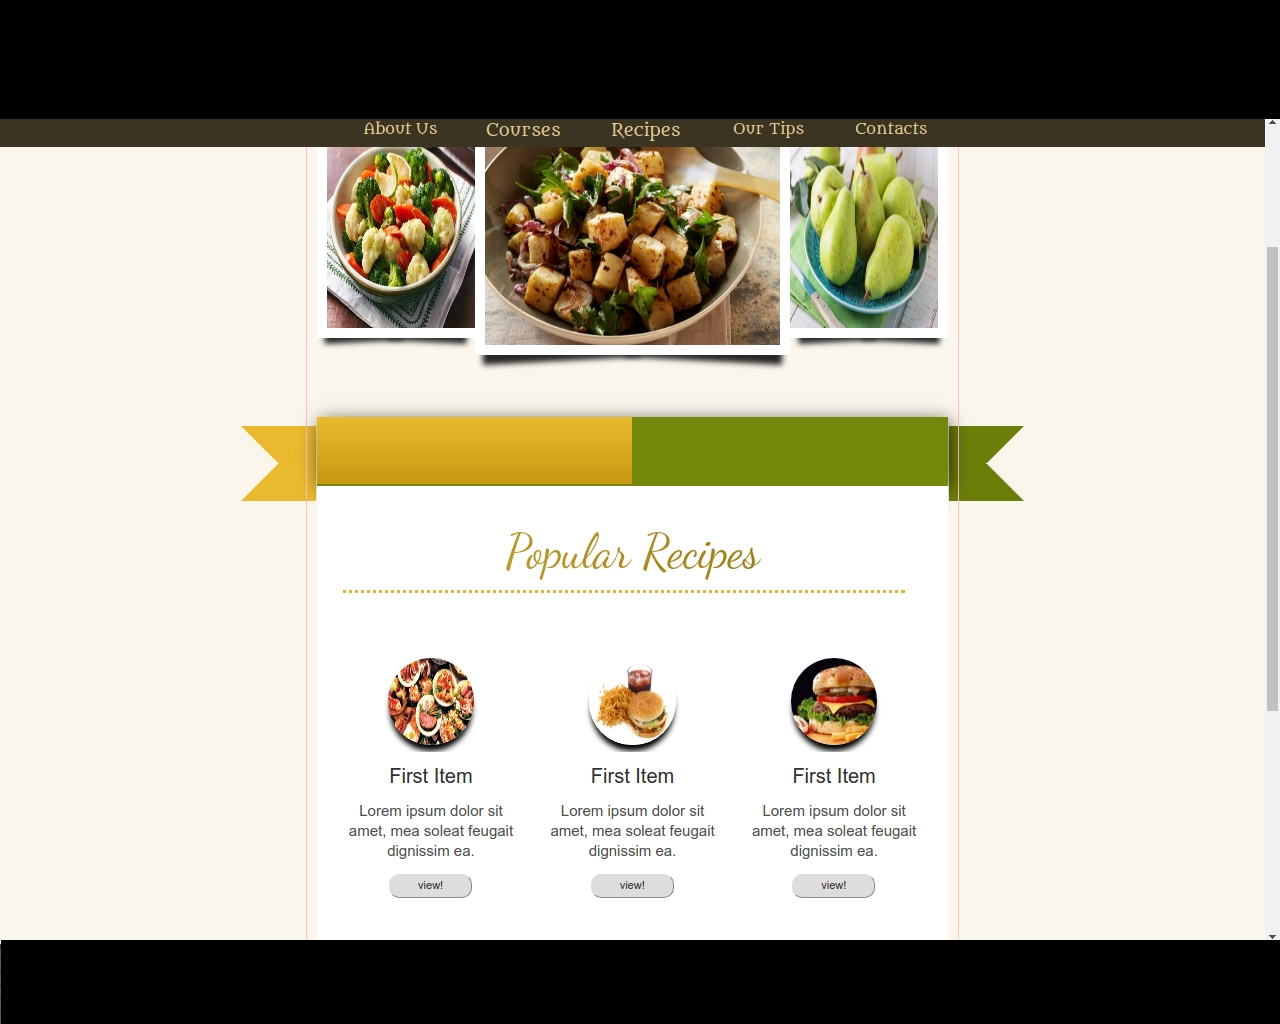 About Us Courses Recipes Our Tips Contacts
Popular Recipes
First Item First Item First Item
Lorem ipsum dolor sit Lorem ipsum dolor sit Lorem ipsum dolor sit
amet, mea soleat feugait amet, mea soleat feugait amet, mea soleat feugait
dignissim ea. dignissim ea. dignissim ea.
view! view! view!